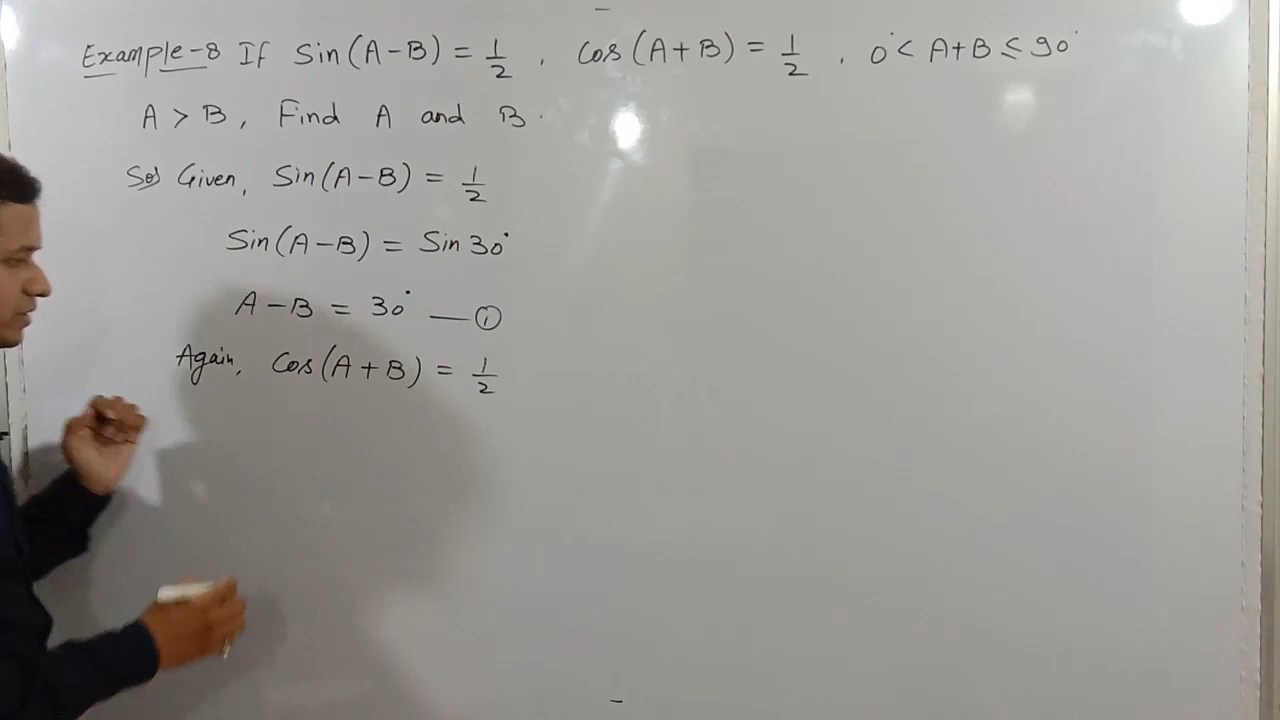 Example-8 If Sin(A-B) = 1/2 , Cos(A+B) = 1/2 , 0° < A+B ≤ 90°
A > B, Find A and B.
Sol Given, Sin(A-B) = 1/2
Sin(A-B) = Sin 30°
A-B = 30° —①
Again, Cos(A+B) = 1/2